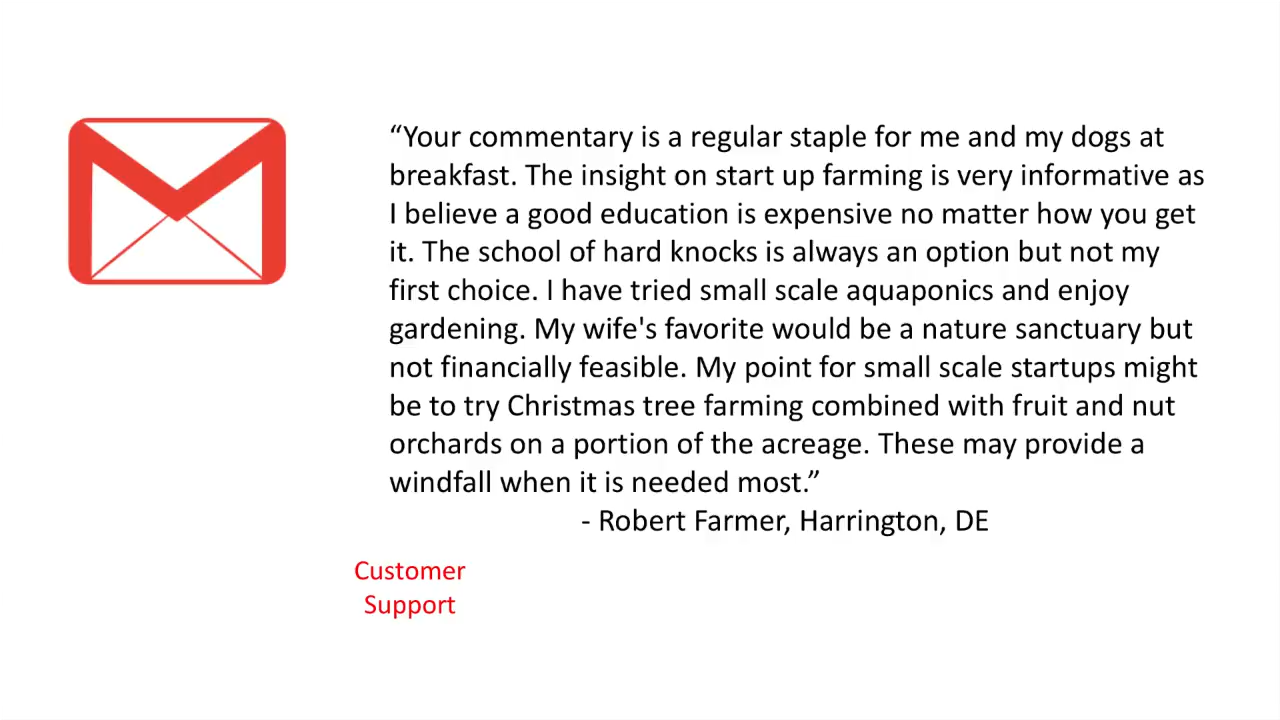 “Your commentary is a regular staple for me and my dogs at
breakfast. The insight on start up farming is very informative as
I believe a good education is expensive no matter how you get
it. The school of hard knocks is always an option but not my
first choice. I have tried small scale aquaponics and enjoy
gardening. My wife's favorite would be a nature sanctuary but
not financially feasible. My point for small scale startups might
be to try Christmas tree farming combined with fruit and nut
orchards on a portion of the acreage. These may provide a
windfall when it is needed most.”
- Robert Farmer, Harrington, DE
Customer
Support